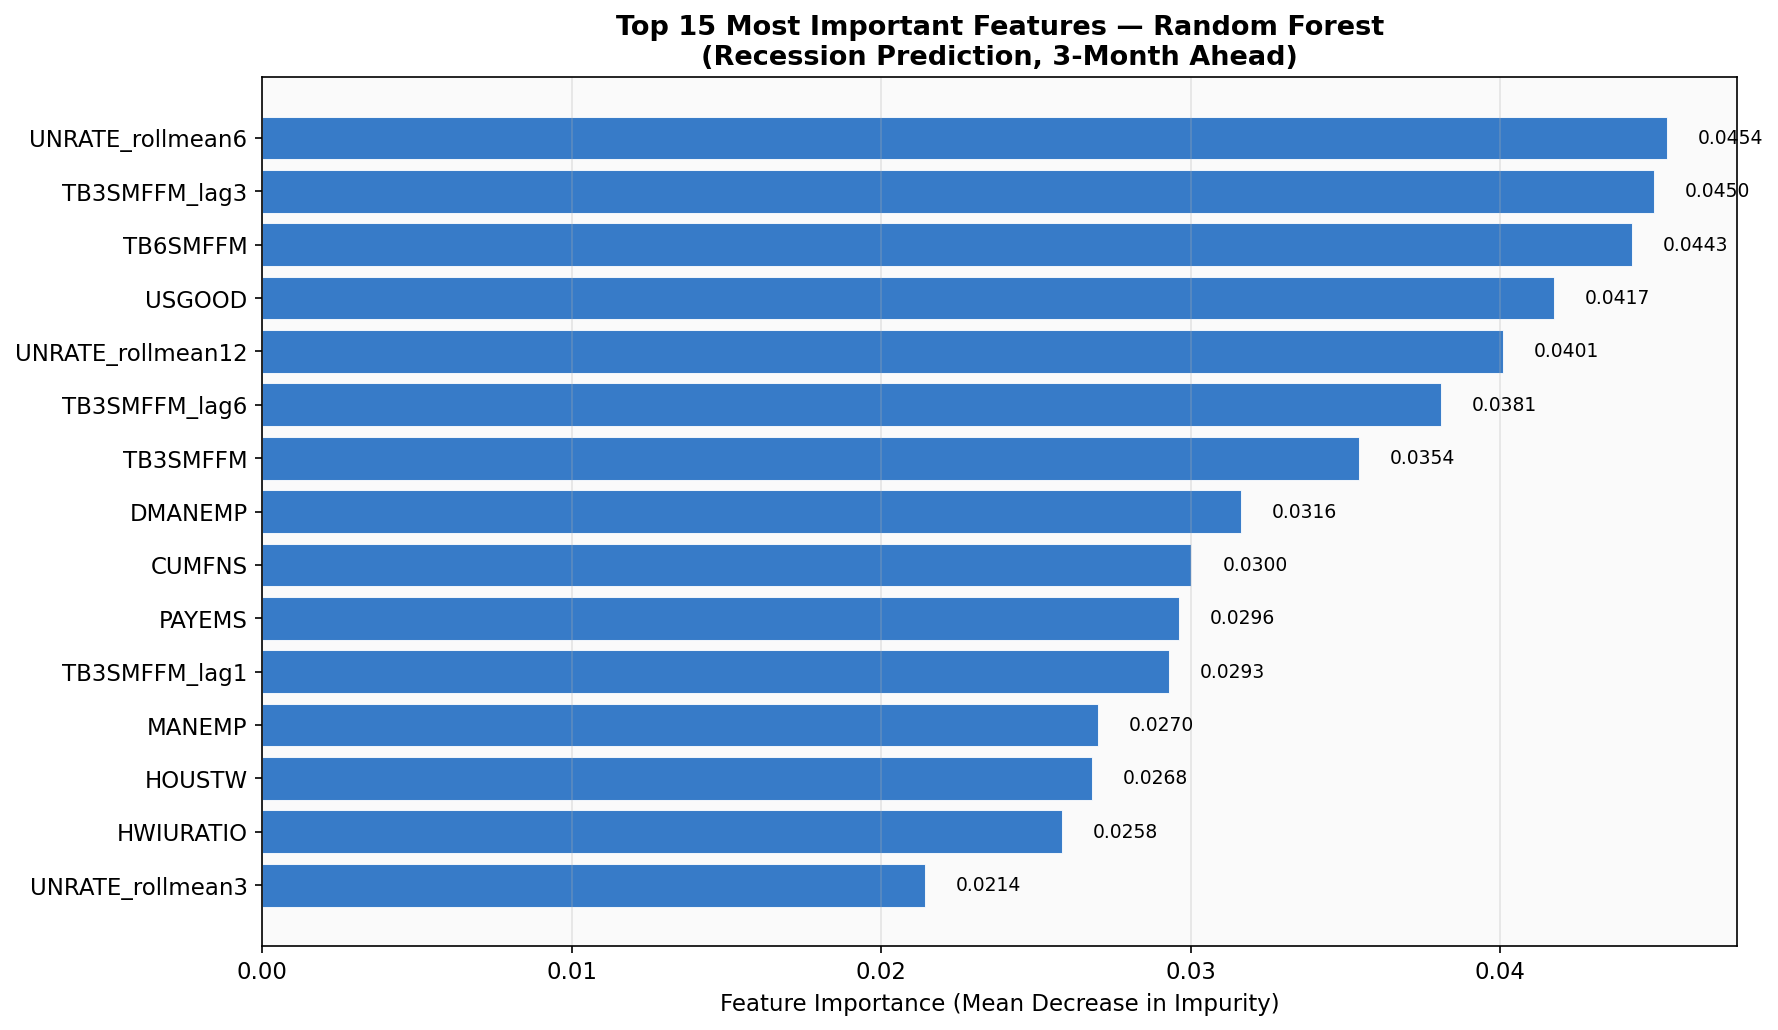 Top 15 Most Important Features — Random Forest
(Recession Prediction, 3-Month Ahead)
UNRATE_rollmean6 0.0454
TB3SMFFM_lag3 0.0450
TB6SMFFM 0.0443
USGOOD 0.0417
UNRATE_rollmean12 0.0401
TB3SMFFM_lag6 0.0381
TB3SMFFM 0.0354
DMANEMP 0.0316
CUMFNS 0.0300
PAYEMS 0.0296
TB3SMFFM_lag1 0.0293
MANEMP 0.0270
HOUSTW 0.0268
HWIURATIO 0.0258
UNRATE_rollmean3 0.0214
0.00 0.01 0.02 0.03 0.04
Feature Importance (Mean Decrease in Impurity)